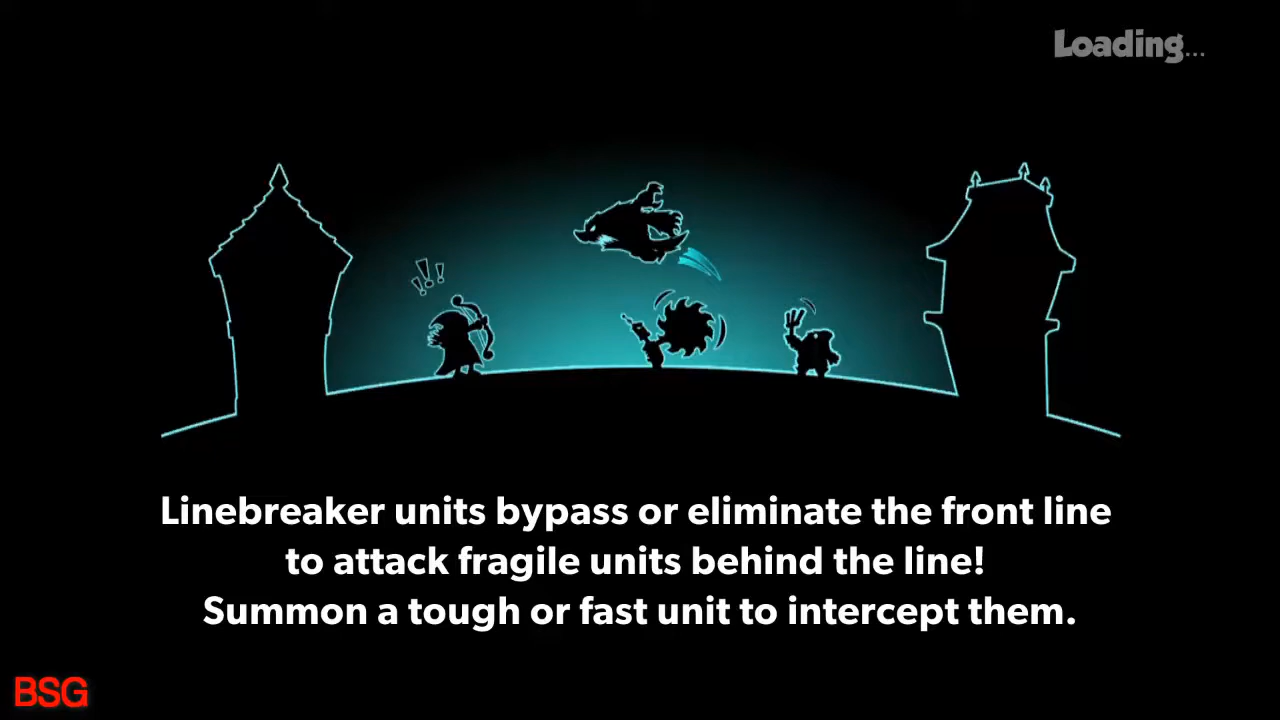 Loading...
!!!
Linebreaker units bypass or eliminate the front line
to attack fragile units behind the line!
Summon a tough or fast unit to intercept them.
BSG